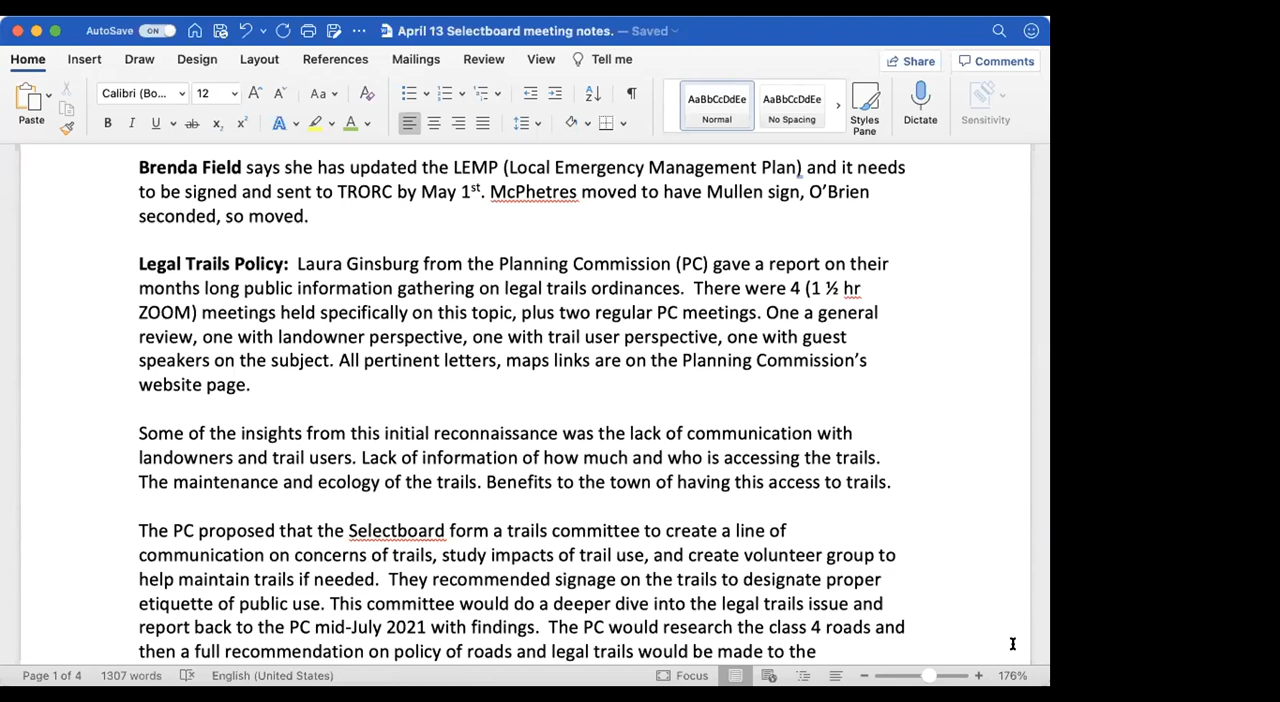 AutoSave ON April 13 Selectboard meeting notes. — Saved
Home Insert Draw Design Layout References Mailings Review View Tell me Share Comments
Calibri (Bo... 12 Aa AaBbCcDdEe AaBbCcDdEe
Paste Normal No Spacing Styles Pane Dictate Sensitivity
Brenda Field says she has updated the LEMP (Local Emergency Management Plan) and it needs
to be signed and sent to TRORC by May 1st. McPhetres moved to have Mullen sign, O’Brien
seconded, so moved.
Legal Trails Policy:  Laura Ginsburg from the Planning Commission (PC) gave a report on their
months long public information gathering on legal trails ordinances.  There were 4 (1 ½ hr
ZOOM) meetings held specifically on this topic, plus two regular PC meetings. One a general
review, one with landowner perspective, one with trail user perspective, one with guest
speakers on the subject. All pertinent letters, maps links are on the Planning Commission’s
website page.
Some of the insights from this initial reconnaissance was the lack of communication with
landowners and trail users. Lack of information of how much and who is accessing the trails.
The maintenance and ecology of the trails. Benefits to the town of having this access to trails.
The PC proposed that the Selectboard form a trails committee to create a line of
communication on concerns of trails, study impacts of trail use, and create volunteer group to
help maintain trails if needed.  They recommended signage on the trails to designate proper
etiquette of public use. This committee would do a deeper dive into the legal trails issue and
report back to the PC mid-July 2021 with findings.  The PC would research the class 4 roads and
then a full recommendation on policy of roads and legal trails would be made to the
Page 1 of 4 1307 words English (United States) Focus 176%